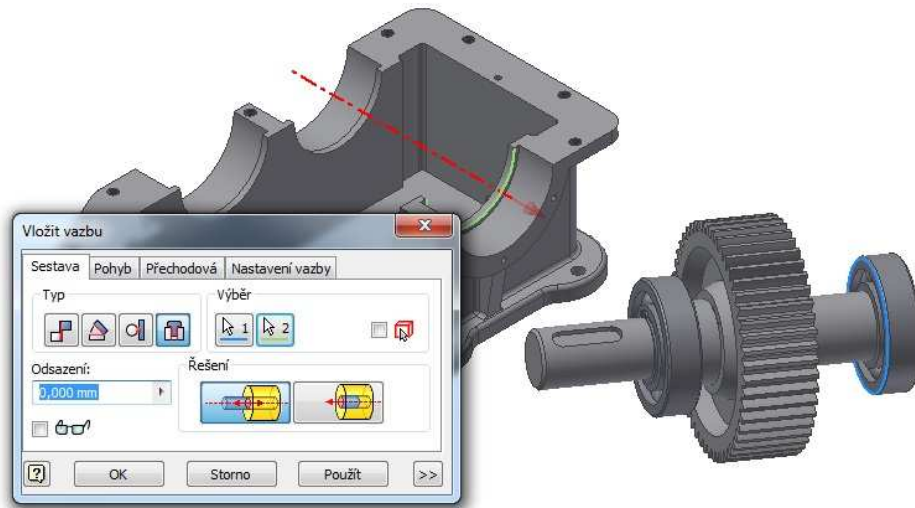 Vložit vazbu
Sestava Pohyb Přechodová Nastavení vazby
Typ Výběr
1 2
Odsazení: Řešení
0,000 mm
OK Storno Použít >>